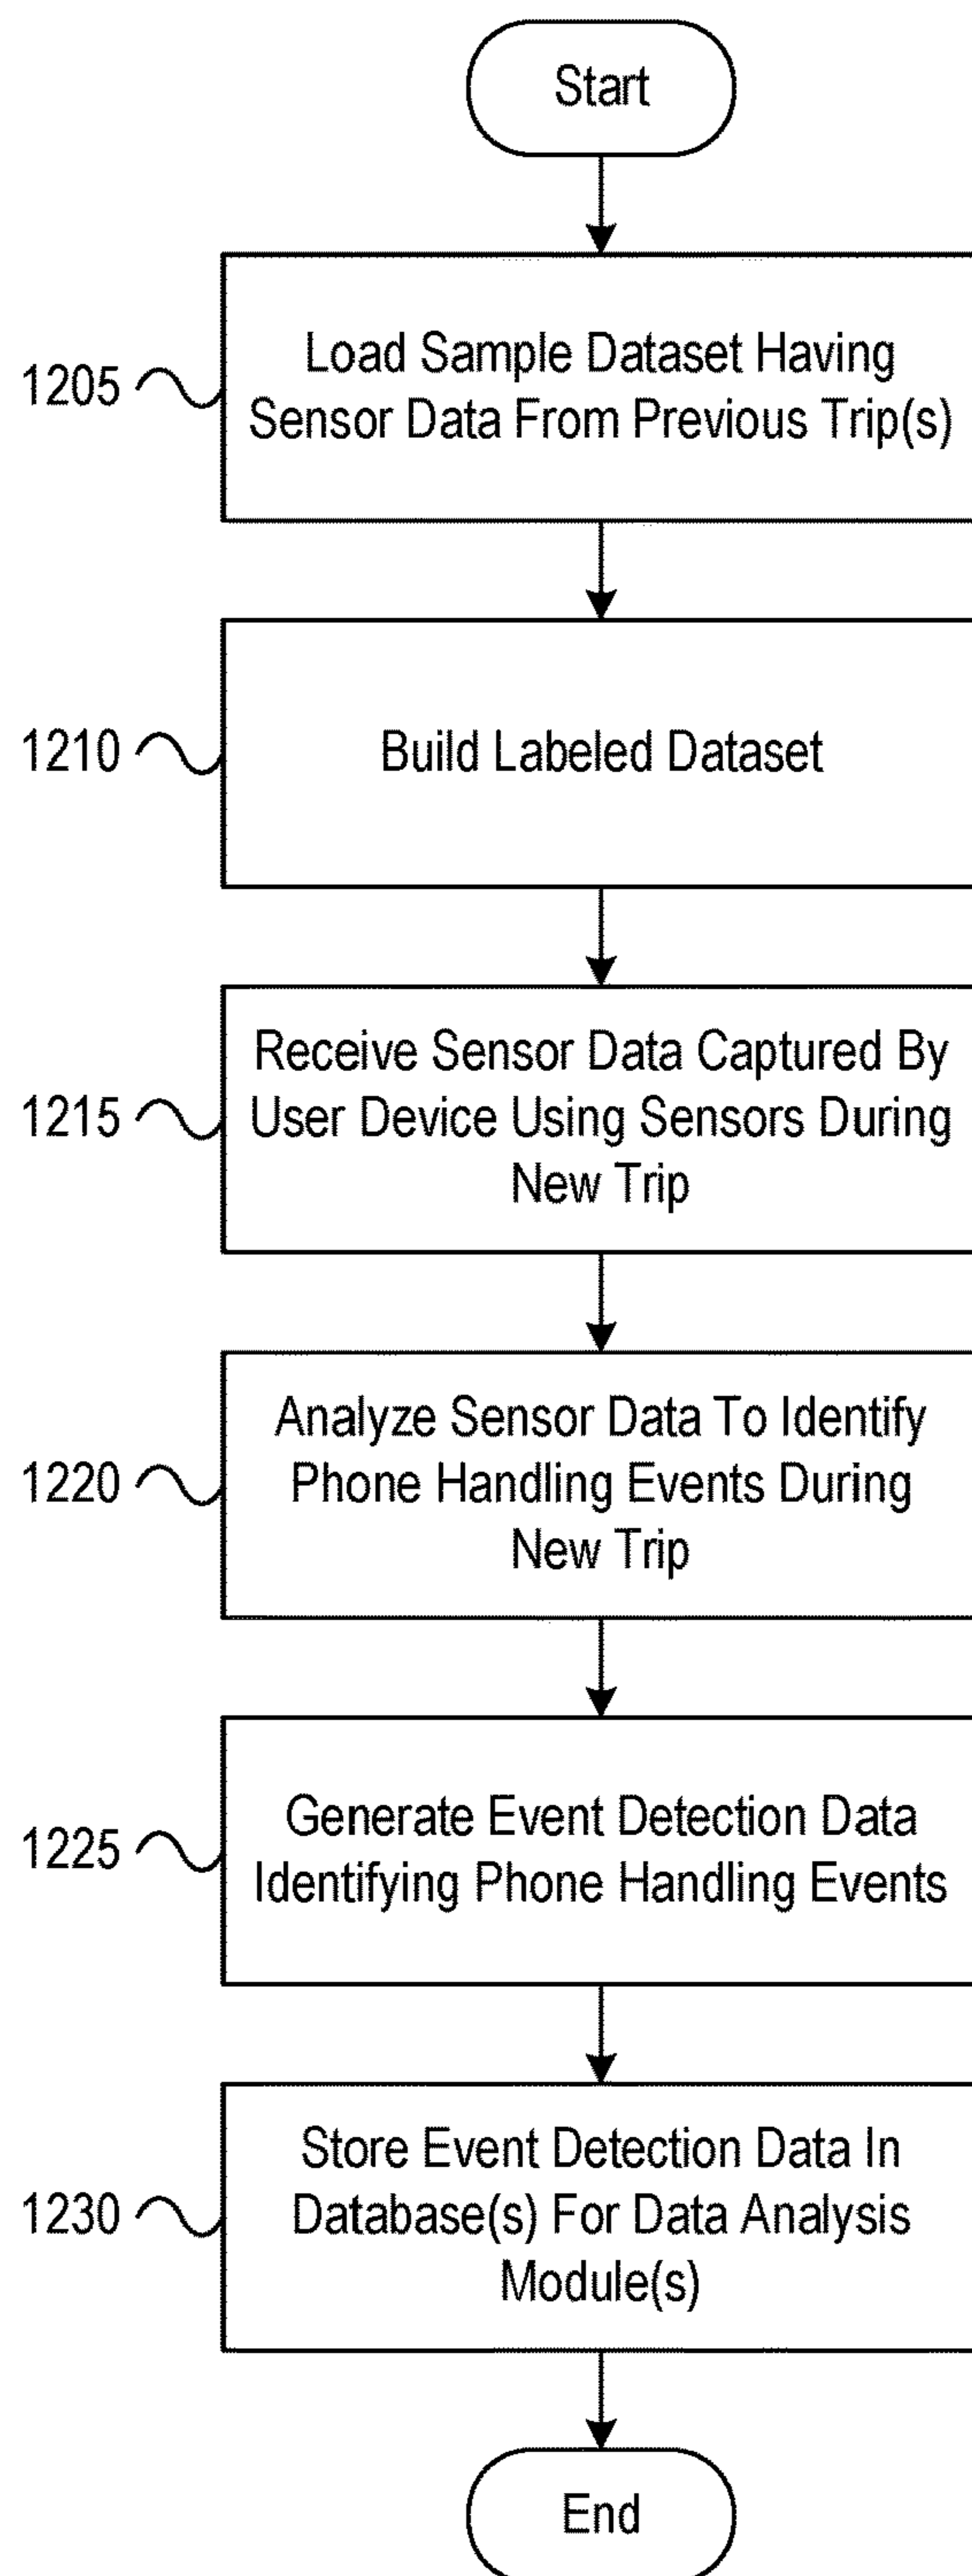 Start
1205
Load Sample Dataset Having
Sensor Data From Previous Trip(s)
1210
Build Labeled Dataset
1215
Receive Sensor Data Captured By
User Device Using Sensors During
New Trip
1220
Analyze Sensor Data To Identify
Phone Handling Events During
New Trip
1225
Generate Event Detection Data
Identifying Phone Handling Events
1230
Store Event Detection Data In
Database(s) For Data Analysis
Module(s)
End